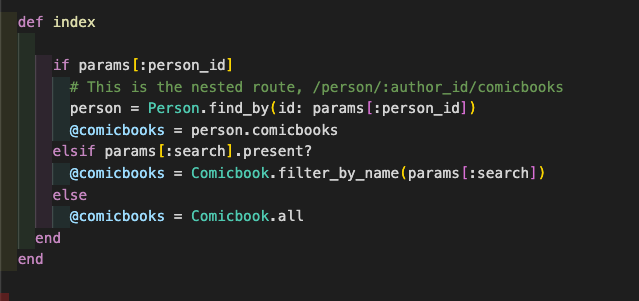 def index
if params[:person_id]
# This is the nested route, /person/:author_id/comicbooks
person = Person.find_by(id: params[:person_id])
@comicbooks = person.comicbooks
elsif params[:search].present?
@comicbooks = Comicbook.filter_by_name(params[:search])
else
@comicbooks = Comicbook.all
end
end